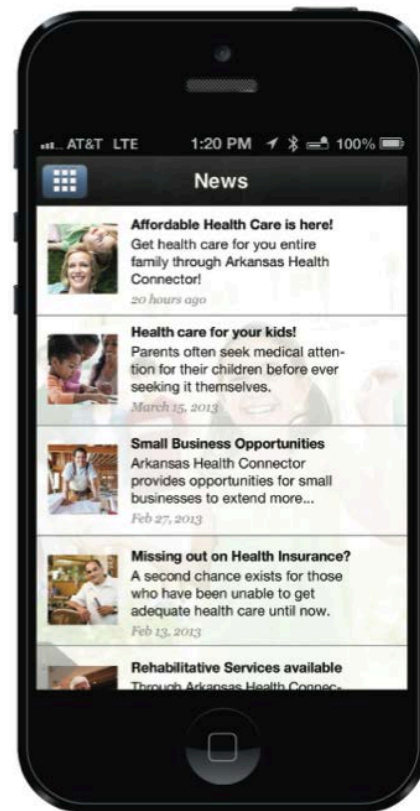 AT&T LTE 1:20 PM 100%
News
Affordable Health Care is here!
Get health care for you entire
family through Arkansas Health
Connector!
20 hours ago
Health care for your kids!
Parents often seek medical atten-
tion for their children before ever
seeking it themselves.
March 15, 2013
Small Business Opportunities
Arkansas Health Connector
provides opportunities for small
businesses to extend more...
Feb 27, 2013
Missing out on Health Insurance?
A second chance exists for those
who have been unable to get
adequate health care until now.
Feb 13, 2013
Rehabilitative Services available
Through Arkansas Health Connec-